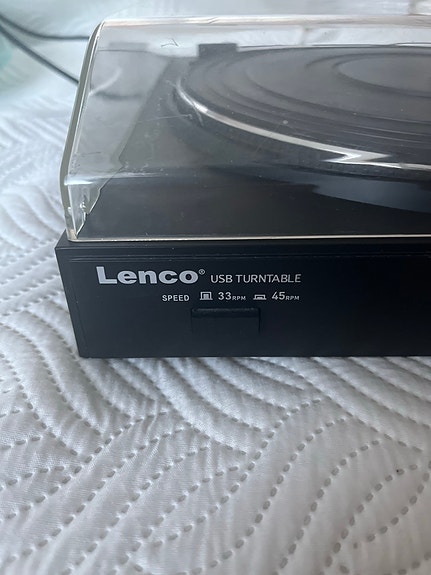 Lenco® USB TURNTABLE
SPEED 33RPM 45RPM